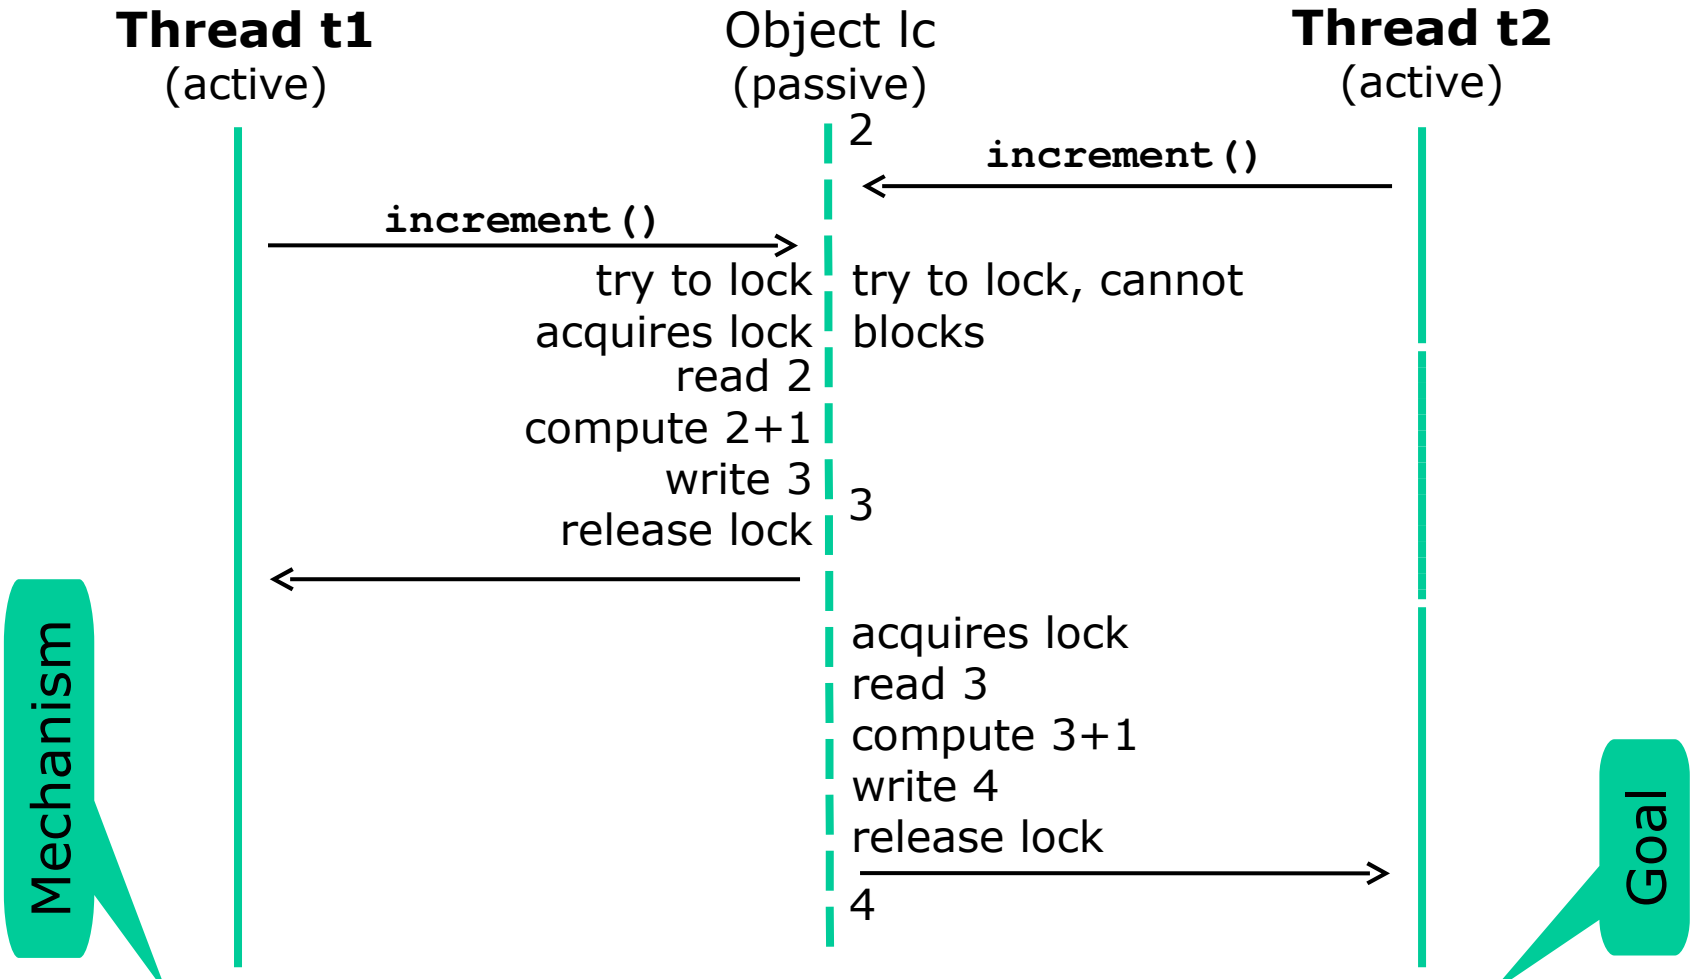 Thread t1
(active)
Object lc
(passive)
Thread t2
(active)
2
increment()
increment()
try to lock
acquires lock
read 2
compute 2+1
write 3
release lock
try to lock, cannot
blocks
3
acquires lock
read 3
compute 3+1
write 4
release lock
4
Mechanism
Goal